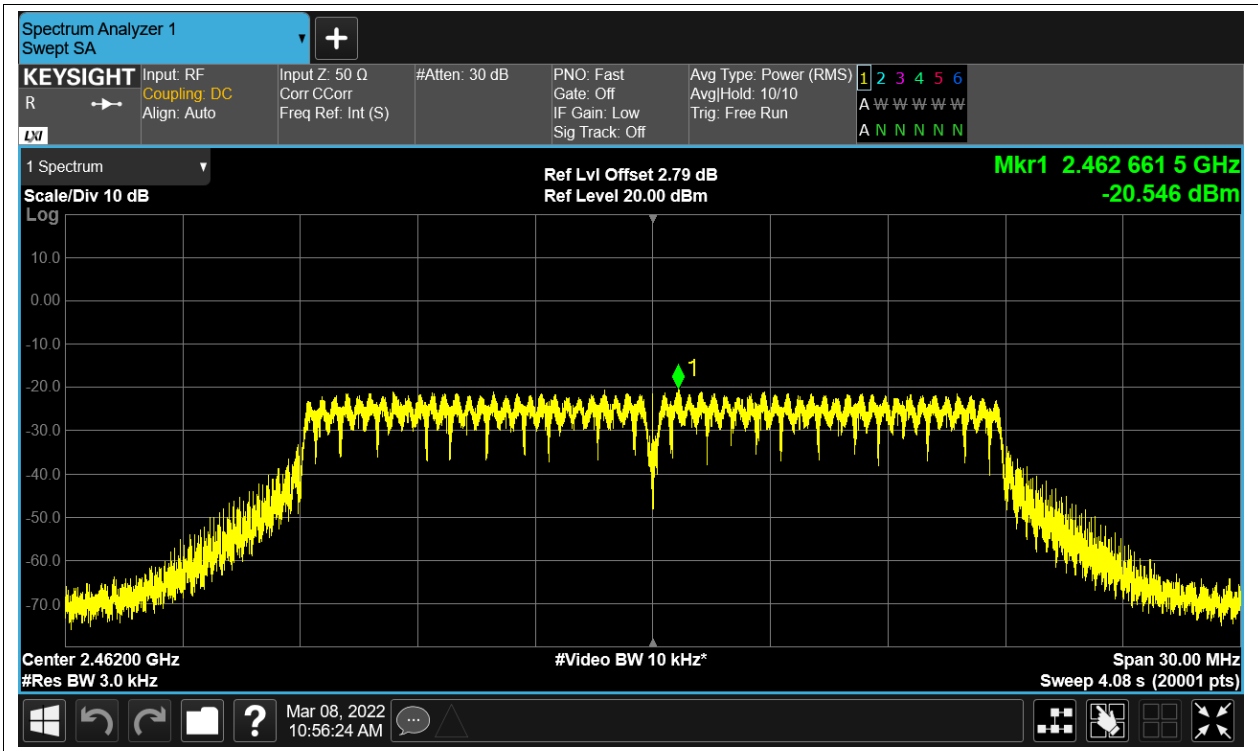 Spectrum Analyzer 1
Swept SA
KEYSIGHT
R
LXI
Input: RF
Coupling: DC
Align: Auto
Input Z: 50 Ω
Corr CCorr
Freq Ref: Int (S)
#Atten: 30 dB
PNO: Fast
Gate: Off
IF Gain: Low
Sig Track: Off
Avg Type: Power (RMS)
Avg|Hold: 10/10
Trig: Free Run
1 2 3 4 5 6
A W W W W W
A N N N N N
1 Spectrum
Scale/Div 10 dB
Log
Ref Lvl Offset 2.79 dB
Ref Level 20.00 dBm
Mkr1 2.462 661 5 GHz
-20.546 dBm
10.0
0.00
-10.0
1
-20.0
-30.0
-40.0
-50.0
-60.0
-70.0
Center 2.46200 GHz
#Res BW 3.0 kHz
#Video BW 10 kHz*
Span 30.00 MHz
Sweep 4.08 s (20001 pts)
?
Mar 08, 2022
10:56:24 AM